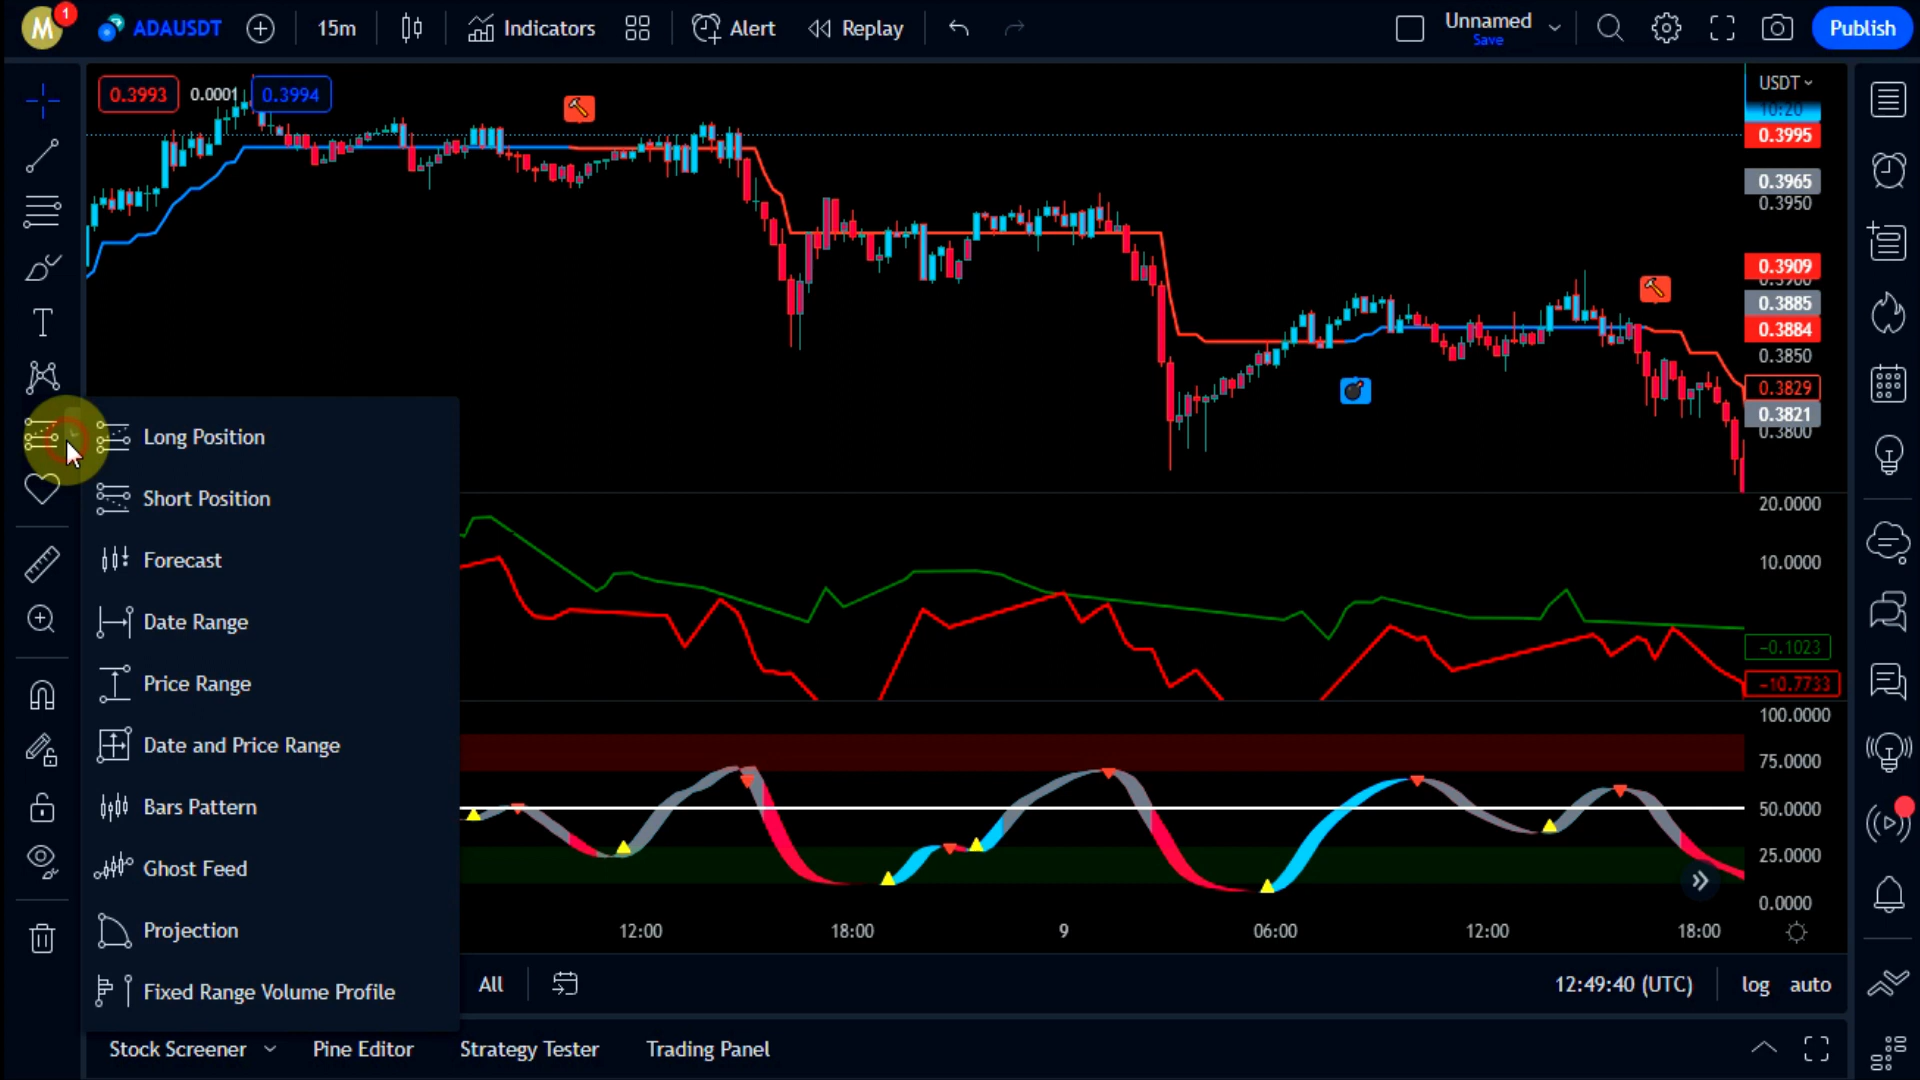 M
1
ADAUSDT
15m
Indicators
Alert
Replay
Unnamed
Save
Publish
0.3993
0.0001
0.3994
USDT
10:20
0.3995
0.3965
0.3950
0.3909
0.3900
0.3885
0.3884
0.3850
0.3829
0.3821
0.3800
Long Position
Short Position
Forecast
Date Range
Price Range
Date and Price Range
Bars Pattern
Ghost Feed
Projection
Fixed Range Volume Profile
20.0000
10.0000
−0.1023
−10.7733
100.0000
75.0000
50.0000
25.0000
0.0000
12:00
18:00
9
06:00
12:00
18:00
All
12:49:40 (UTC)
log
auto
Stock Screener
Pine Editor
Strategy Tester
Trading Panel